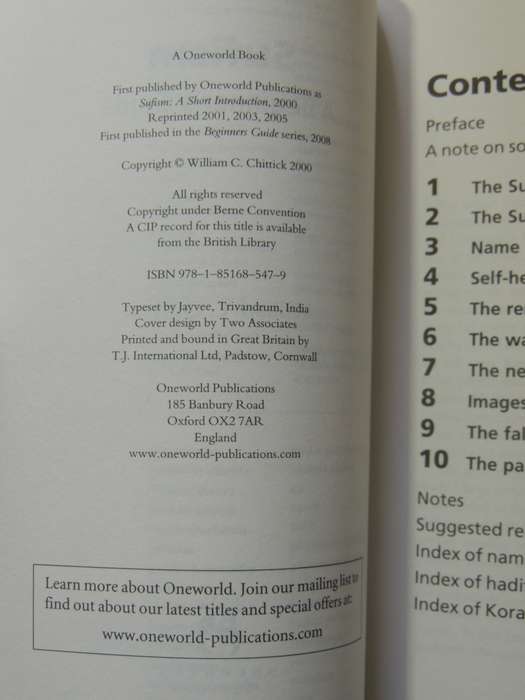 A Oneworld Book
First published by Oneworld Publications as
Sufism: A Short Introduction, 2000
Reprinted 2001, 2003, 2005
First published in the Beginners Guide series, 2008
Copyright © William C. Chittick 2000
All rights reserved
Copyright under Berne Convention
A CIP record for this title is available
from the British Library
ISBN 978–1–85168–547–9
Typeset by Jayvee, Trivandrum, India
Cover design by Two Associates
Printed and bound in Great Britain by
T.J. International Ltd, Padstow, Cornwall
Oneworld Publications
185 Banbury Road
Oxford OX2 7AR
England
www.oneworld-publications.com
Learn more about Oneworld. Join our mailing list to
find out about our latest titles and special offers at:
www.oneworld-publications.com
Conte
Preface
A note on so
1 The Su
2 The Su
3 Name
4 Self-he
5 The re
6 The wa
7 The ne
8 Images
9 The fal
10 The pa
Notes
Suggested re
Index of nam
Index of hadi
Index of Kora